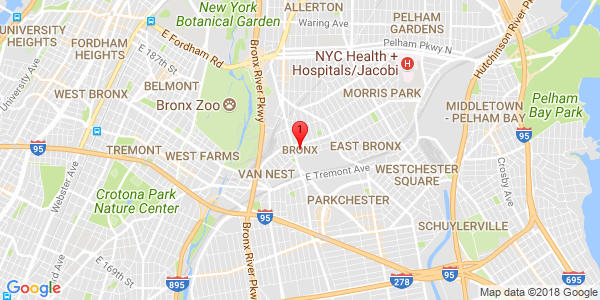 New York
Botanical Garden
ALLERTON
Waring Ave
PELHAM
GARDENS
UNIVERSITY
HEIGHTS
FORDHAM
HEIGHTS
E 187th St
E Fordham Rd
Bronx River Pkwy
Pelham Pkwy N
Hutchinson River Pkwy
NYC Health +
Hospitals/Jacobi
H
University Ave
WEST BRONX
BELMONT
Bronx Zoo
MORRIS PARK
MIDDLETOWN
- PELHAM BAY
Pelham
Bay Park
1
95
TREMONT
WEST FARMS
BRONX
EAST BRONX
95
VAN NEST
E Tremont Ave
WESTCHESTER
SQUARE
Crosby Ave
Webster Ave
Crotona Park
Nature Center
PARKCHESTER
95
SCHUYLERVILLE
Bronx River Pkwy
E 169th St
895
278
95
695
Google
Map data ©2018 Google